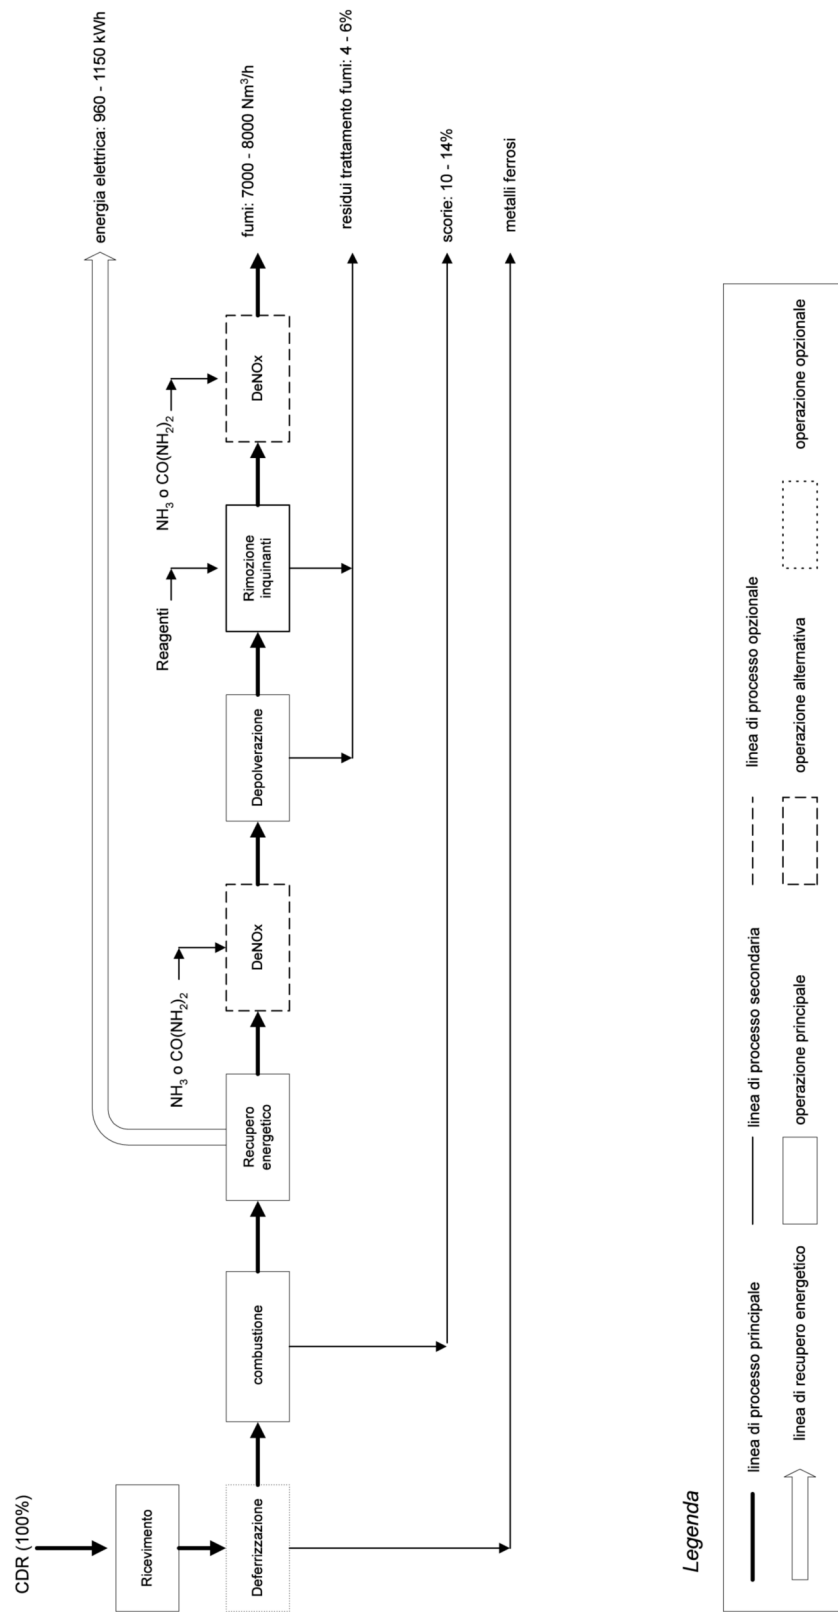 CDR (100%)
Ricevimento
Deferrizzazione
combustione
Recupero
energetico
NH₃ o CO(NH₂)₂
DeNOx
Depolverazione
Reagenti
Rimozione
inquinanti
NH₃ o CO(NH₂)₂
DeNOx
energia elettrica: 960 - 1150 kWh
fumi: 7000 - 8000 Nm³/h
residui trattamento fumi: 4 - 6%
scorie: 10 - 14%
metalli ferrosi
Legenda
linea di processo principale
linea di processo secondaria
linea di processo opzionale
linea di recupero energetico
operazione principale
operazione alternativa
operazione opzionale